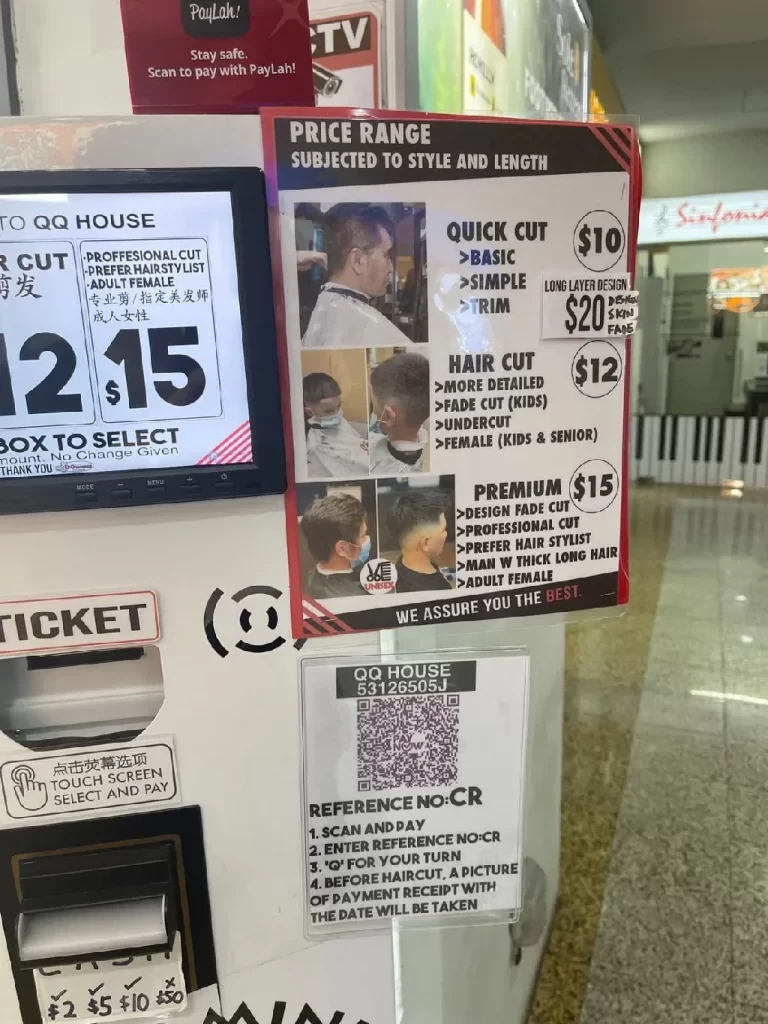 PayLah!
Stay safe.
Scan to pay with PayLah!
CTV
PRICE RANGE
SUBJECTED TO STYLE AND LENGTH
QUICK CUT $10
>BASIC
>SIMPLE
>TRIM
LONG LAYER DESIGN
$20 DESIGN
SKIN
FADE
HAIR CUT $12
>MORE DETAILED
>FADE CUT (KIDS)
>UNDERCUT
>FEMALE (KIDS & SENIOR)
PREMIUM $15
>DESIGN FADE CUT
>PROFESSIONAL CUT
>PREFER HAIR STYLIST
>MAN W THICK LONG HAIR
>ADULT FEMALE
UNISEX
WE ASSURE YOU THE BEST.
TO QQ HOUSE
R CUT
剪发
12
•PROFFESIONAL CUT
•PREFER HAIRSTYLIST
•ADULT FEMALE
专业剪/指定美发师
成人女性
$15
BOX TO SELECT
mount. No Change Given
THANK YOU
MODE
MENU
TICKET
点击荧幕选项
TOUCH SCREEN
SELECT AND PAY
CASH
$2 $5 $10 $50
QQ HOUSE
53126505J
NOW
REFERENCE NO:CR
1. SCAN AND PAY
2. ENTER REFERENCE NO:CR
3. 'Q' FOR YOUR TURN
4. BEFORE HAIRCUT, A PICTURE
OF PAYMENT RECEIPT WITH
THE DATE WILL BE TAKEN
Sinfonia